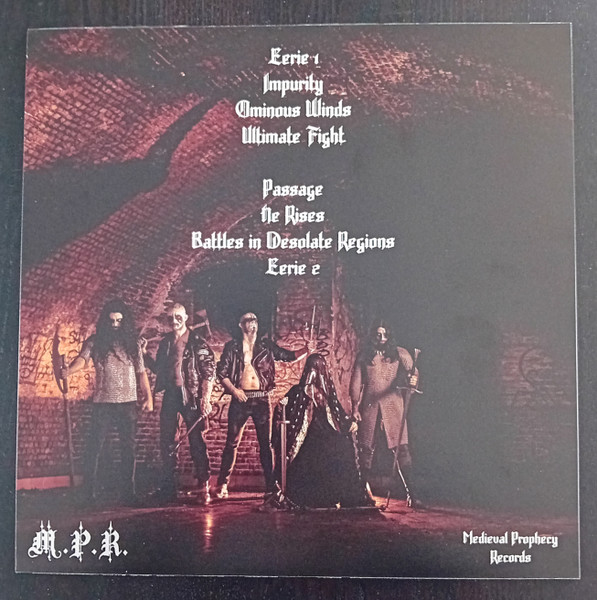 Eerie 1
Impurity
Ominous Winds
Ultimate Fight
Passage
He Rises
Battles in Desolate Regions
Eerie 2
M.P.R.
Medieval Prophecy
Records